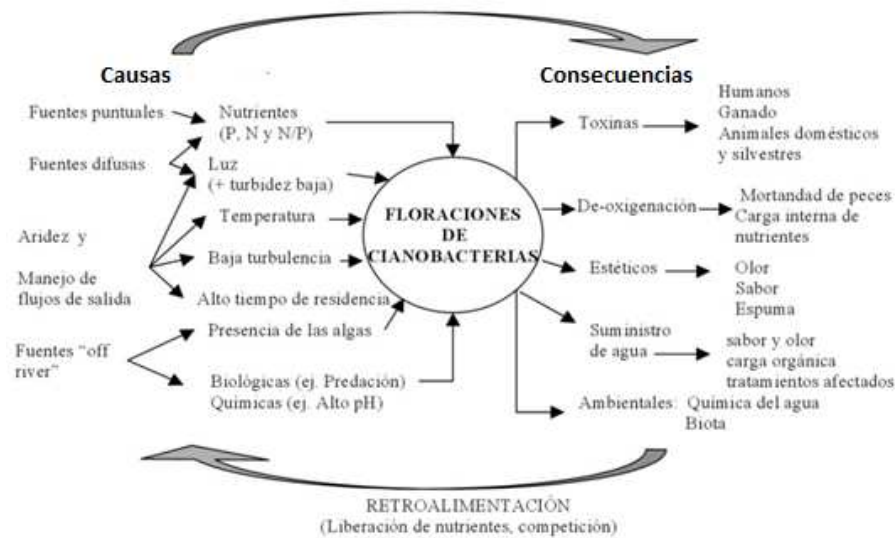 Causas
Consecuencias
Fuentes puntuales
Fuentes difusas
Aridez y
Manejo de
flujos de salida
Fuentes “off
river”
Nutrientes
(P, N y N/P)
Luz
(+ turbidez baja)
Temperatura
Baja turbulencia
Alto tiempo de residencia
Presencia de las algas
Biológicas (ej. Predación)
Químicas (ej. Alto pH)
FLORACIONES
DE
CIANOBACTERIAS
Toxinas
Humanos
Ganado
Animales domésticos
y silvestres
De-oxigenación
Mortandad de peces
Carga interna de
nutrientes
Estéticos
Olor
Sabor
Espuma
Suministro
de agua
sabor y olor
carga orgánica
tratamientos afectados
Ambientales: Química del agua
Biota
RETROALIMENTACIÓN
(Liberación de nutrientes, competición)